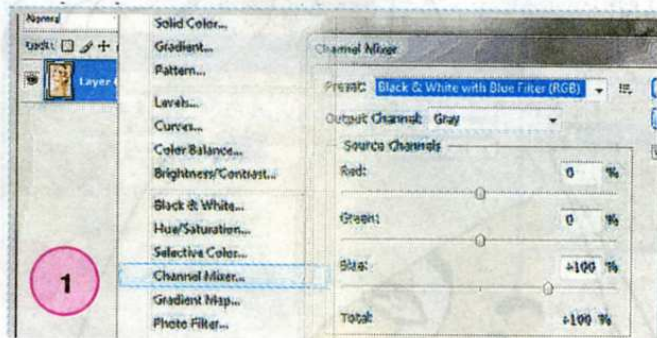 Normal
Lock:
Layer
Solid Color...
Gradient...
Pattern...
Levels...
Curves...
Color Balance...
Brightness/Contrast...
Black & White...
Hue/Saturation...
Selective Color...
Channel Mixer...
Gradient Map...
Photo Filter...
1
Channel Mixer
Preset: Black & White with Blue Filter (RGB)
Output Channel: Gray
Source Channels
Red: 0 %
Green: 0 %
Blue: +100 %
Total: +100 %